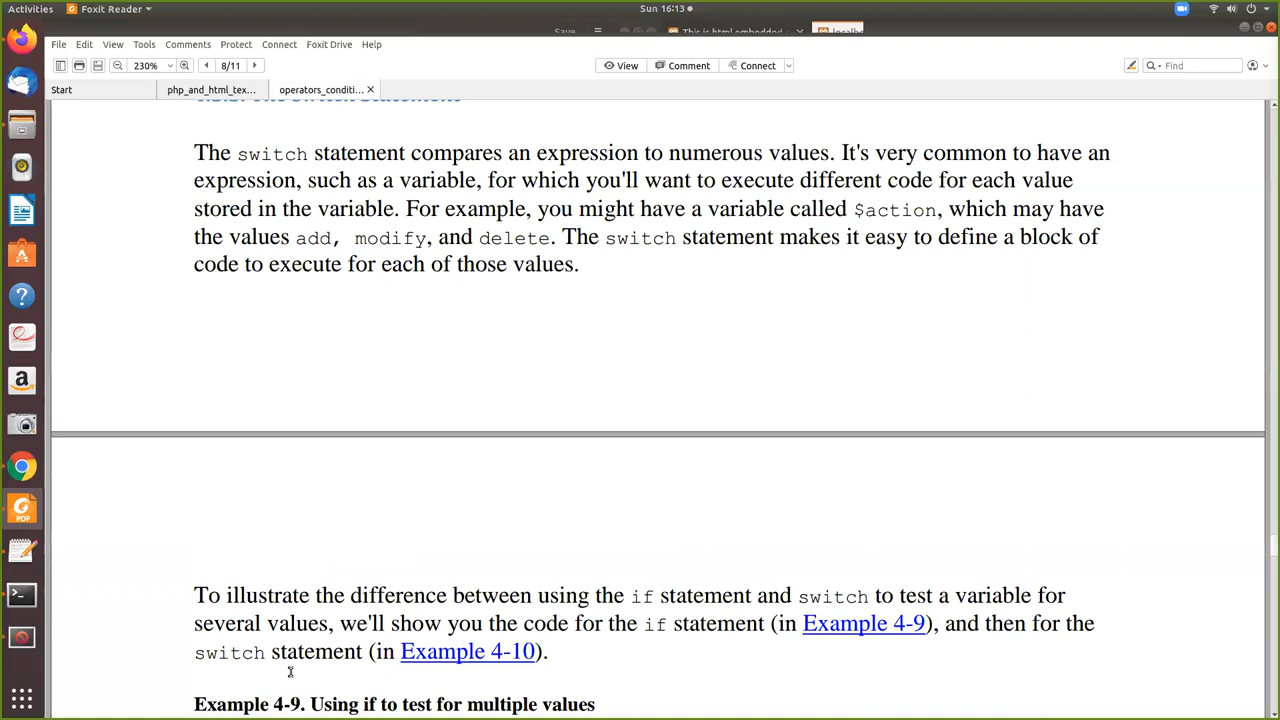 Activities Foxit Reader Sun 16:13
Save
File Edit View Tools Comments Protect Connect Foxit Drive Help
230% 8/11 View Comment Connect Find
Start php_and_html_tex... operators_conditi...
The switch statement compares an expression to numerous values. It's very common to have an
expression, such as a variable, for which you'll want to execute different code for each value
stored in the variable. For example, you might have a variable called $action, which may have
the values add, modify, and delete. The switch statement makes it easy to define a block of
code to execute for each of those values.
To illustrate the difference between using the if statement and switch to test a variable for
several values, we'll show you the code for the if statement (in Example 4-9), and then for the
switch statement (in Example 4-10).
Example 4-9. Using if to test for multiple values